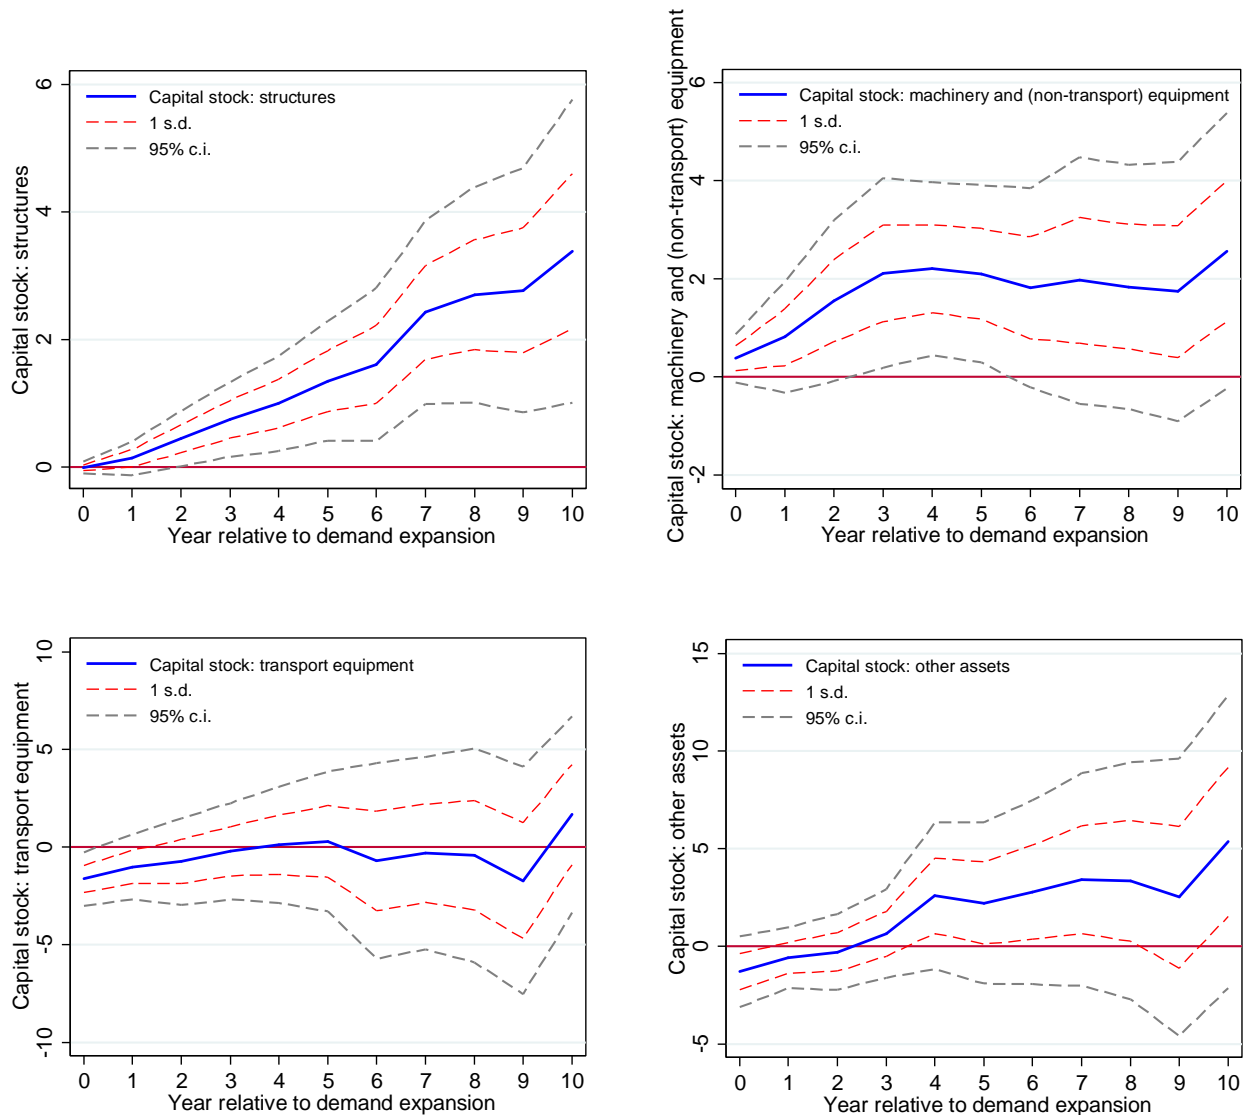 Capital stock: structures
6
4
2
0
Capital stock: structures
1 s.d.
95% c.i.
0 1 2 3 4 5 6 7 8 9 10
Year relative to demand expansion
Capital stock: machinery and (non-transport) equipment
6
4
2
0
-2
Capital stock: machinery and (non-transport) equipment
1 s.d.
95% c.i.
0 1 2 3 4 5 6 7 8 9 10
Year relative to demand expansion
Capital stock: transport equipment
10
5
0
-5
-10
Capital stock: transport equipment
1 s.d.
95% c.i.
0 1 2 3 4 5 6 7 8 9 10
Year relative to demand expansion
Capital stock: other assets
15
10
5
0
-5
Capital stock: other assets
1 s.d.
95% c.i.
0 1 2 3 4 5 6 7 8 9 10
Year relative to demand expansion